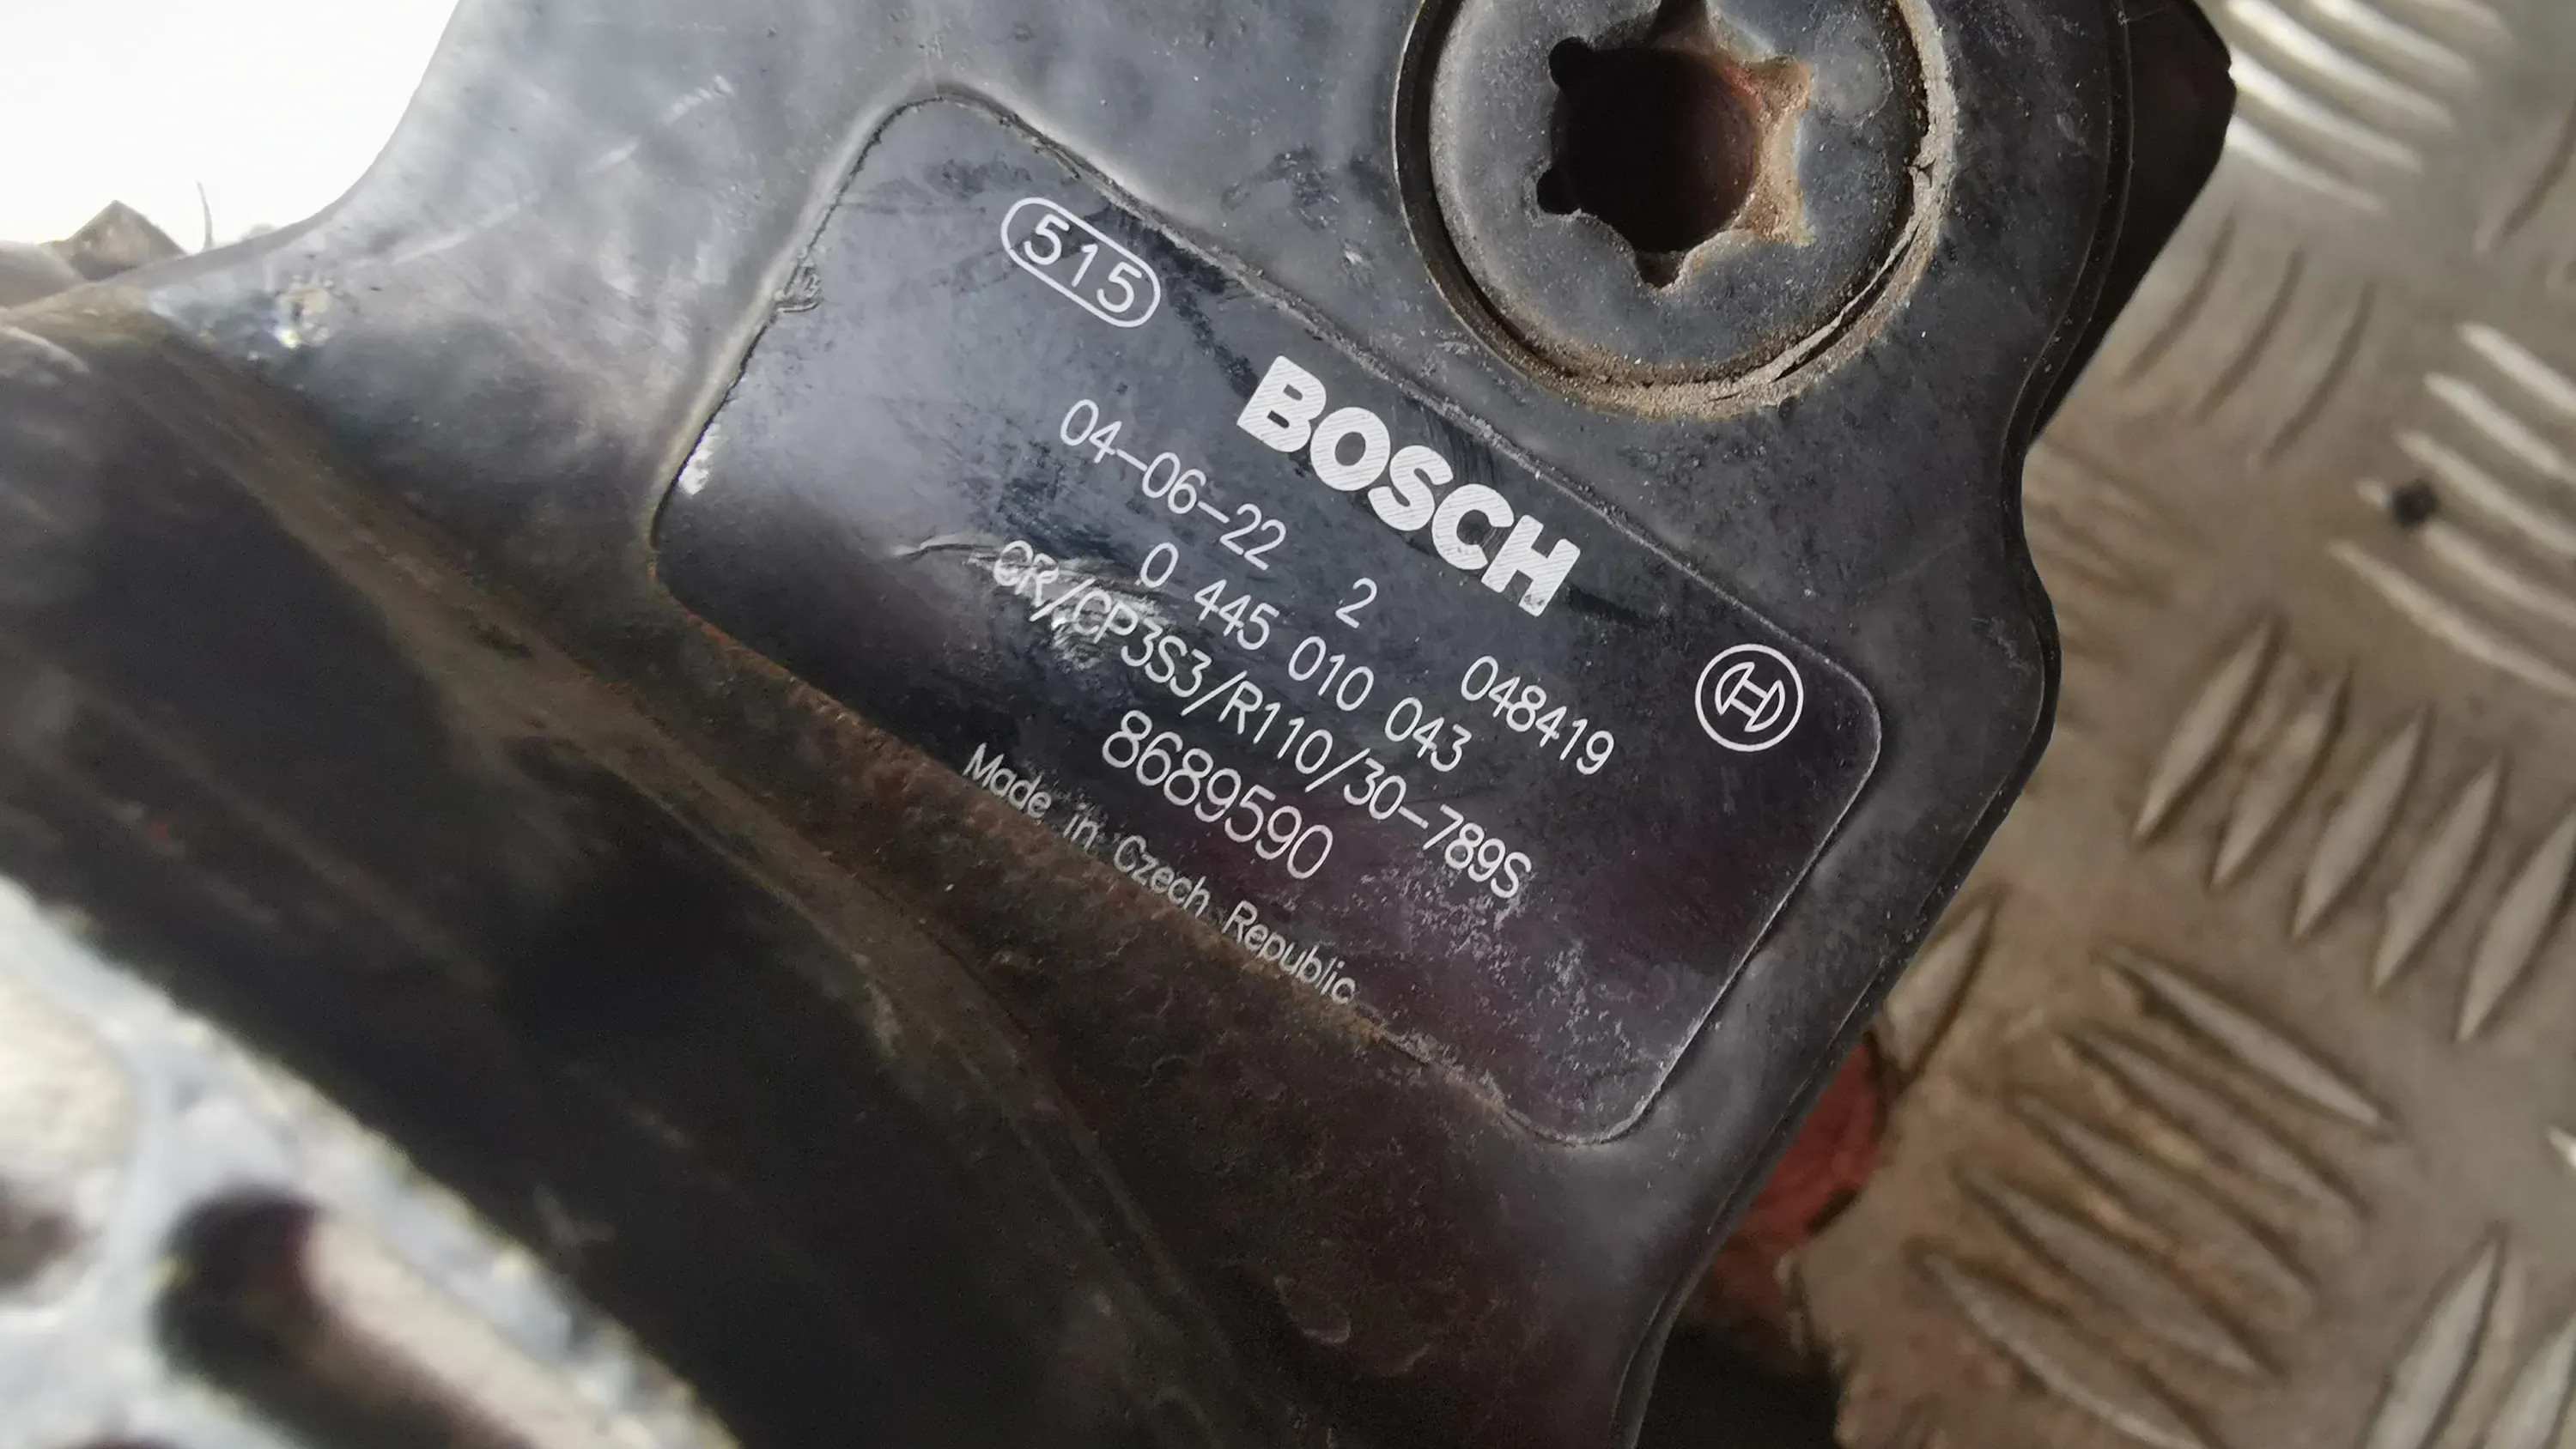 515
BOSCH
04-06-22 2 048419
0 445 010 043
CR/CP3S3/R110/30-789S
8689590
Made in Czech Republic